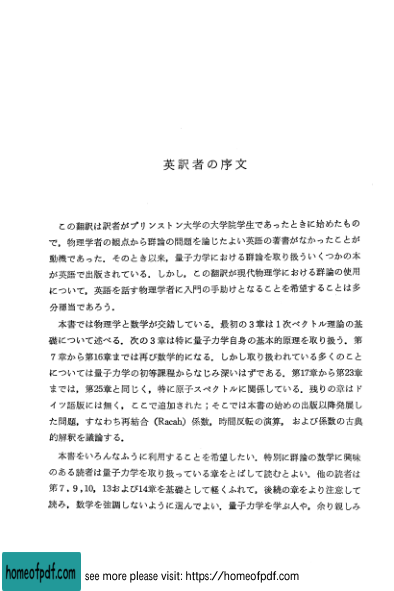 英訳者の序文
この翻訳は訳者がプリンストン大学の大学院学生であったときに始めたもの
で，物理学者の観点から群論の問題を論じたよい英語の著書がなかったことが
動機であった．そのとき以来，量子力学における群論を取り扱ういくつかの本
が英語で出版されている．しかし，この翻訳が現代物理学における群論の使用
について，英語を話す物理学者に入門の手助けとなることを希望することは多
分穏当であろう．
本書では物理学と数学が交錯している．最初の3章は1次ベクトル理論の基
礎について述べる．次の3章は特に量子力学自身の基本的原理を取り扱う．第
7章から第16章までは再び数学的になる．しかし取り扱われている多くのこと
については量子力学の初等課程からなじみ深いはずである．第17章から第23章
までは，第25章と同じく，特に原子スペクトルに関係している．残りの章はド
イツ語版には無く，ここで追加された；そこでは本書の始めの出版以降発展し
た問題，すなわち再結合（Racah）係数，時間反転の演算，および係数の古典
的解釈を議論する．
本書をいろんなふうに利用することを希望したい．特別に群論の数学に興味
のある読者は量子力学を取り扱っている章をとばして読むとよい．他の読者は
第7，9，10，13および14章を基礎として軽くふれて，後続の章をより注意して
読み，数学を強調しないように選んでよい．量子力学を学ぶ人や，余り親しみ
homeofpdf.com
see more please visit: https://homeofpdf.com